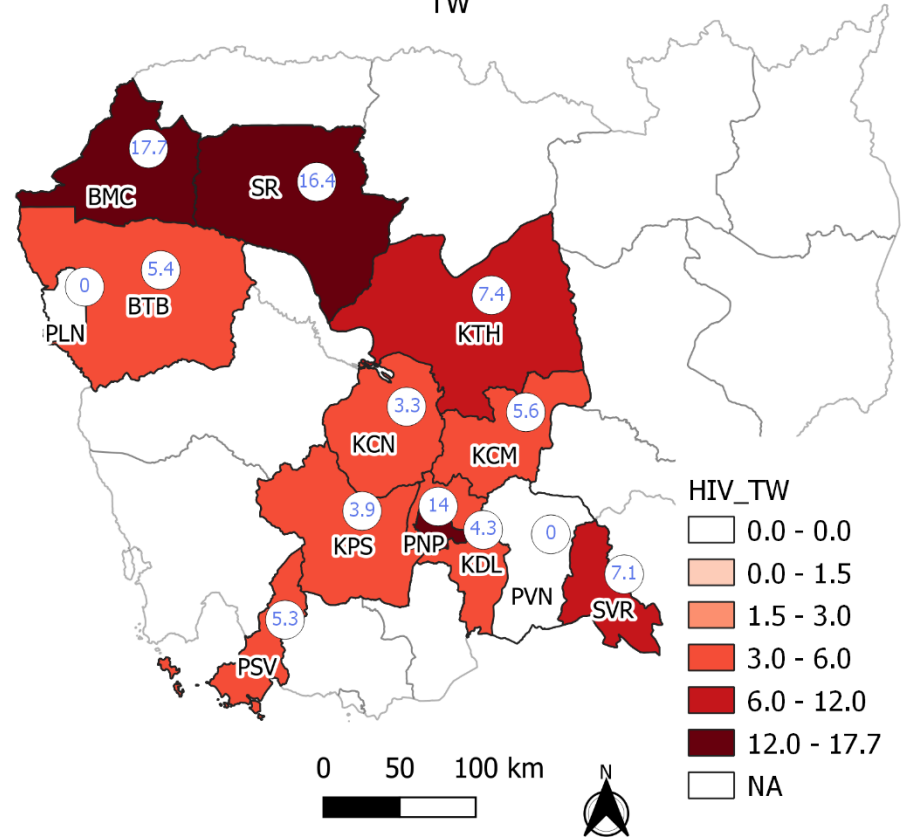 TW
17.7
BMC
SR
16.4
5.4
BTB
0
PLN
7.4
KTH
3.3
KCN
5.6
KCM
3.9
KPS
14
PNP
4.3
KDL
0
PVN
7.1
SVR
5.3
PSV
HIV_TW
0.0 - 0.0
0.0 - 1.5
1.5 - 3.0
3.0 - 6.0
6.0 - 12.0
12.0 - 17.7
NA
0 50 100 km
N